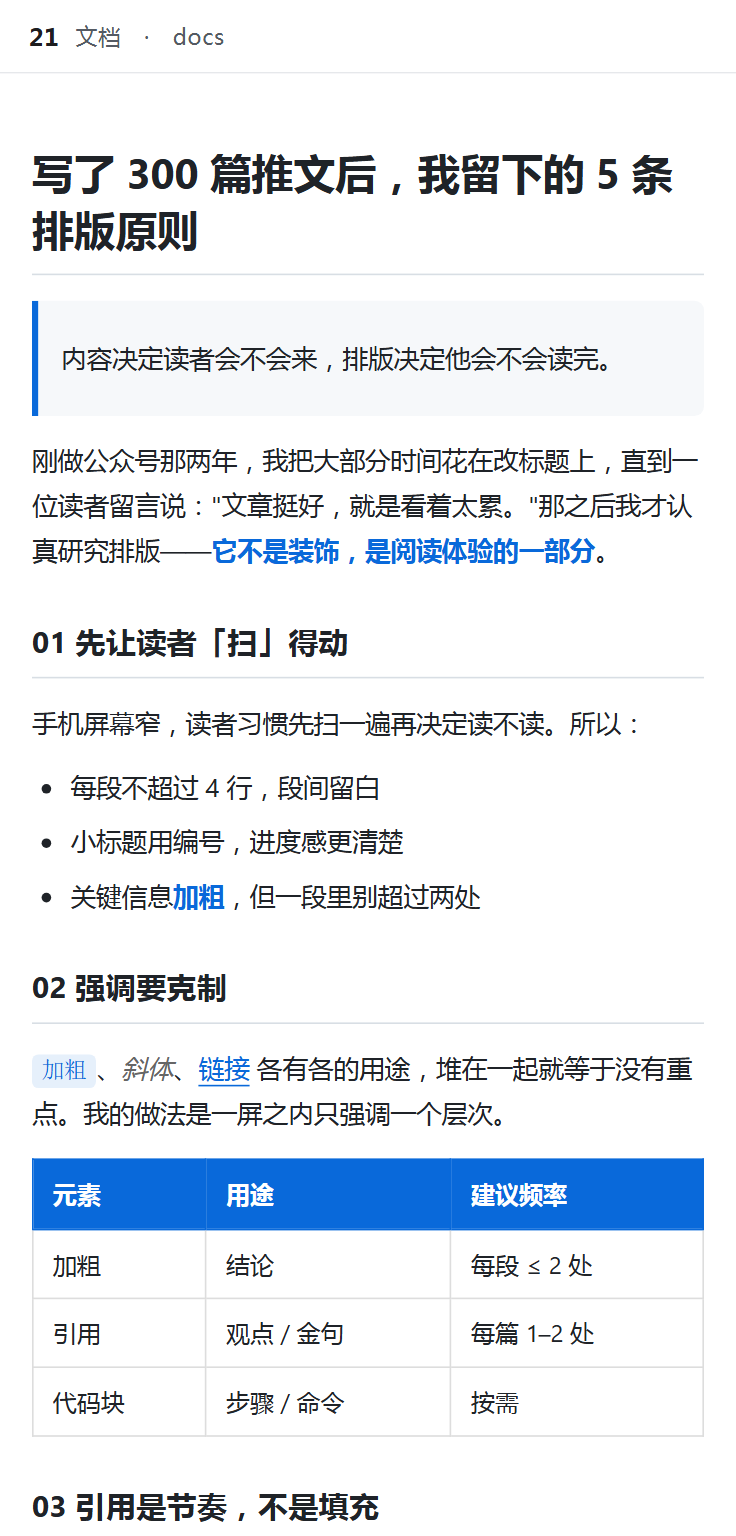 21 文档 · docs
写了 300 篇推文后，我留下的 5 条
排版原则
内容决定读者会不会来，排版决定他会不会读完。
刚做公众号那两年，我把大部分时间花在改标题上，直到一
位读者留言说："文章挺好，就是看着太累。"那之后我才认
真研究排版——它不是装饰，是阅读体验的一部分。
01 先让读者「扫」得动
手机屏幕窄，读者习惯先扫一遍再决定读不读。所以：
• 每段不超过 4 行，段间留白
• 小标题用编号，进度感更清楚
• 关键信息加粗，但一段里别超过两处
02 强调要克制
加粗、斜体、链接 各有各的用途，堆在一起就等于没有重
点。我的做法是一屏之内只强调一个层次。
元素 用途 建议频率
加粗 结论 每段 ≤ 2 处
引用 观点 / 金句 每篇 1–2 处
代码块 步骤 / 命令 按需
03 引用是节奏，不是填充